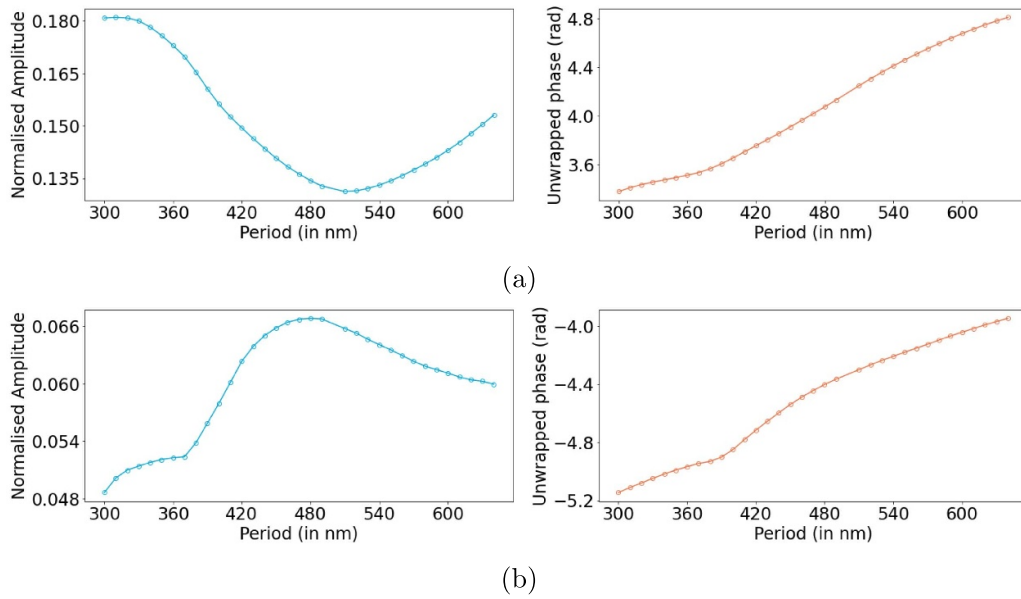 Normalised Amplitude
0.180
0.165
0.150
0.135
300 360 420 480 540 600
Period (in nm)
Unwrapped phase (rad)
4.8
4.4
4.0
3.6
300 360 420 480 540 600
Period (in nm)
(a)
Normalised Amplitude
0.066
0.060
0.054
0.048
300 360 420 480 540 600
Period (in nm)
Unwrapped phase (rad)
−4.0
−4.4
−4.8
−5.2
300 360 420 480 540 600
Period (in nm)
(b)